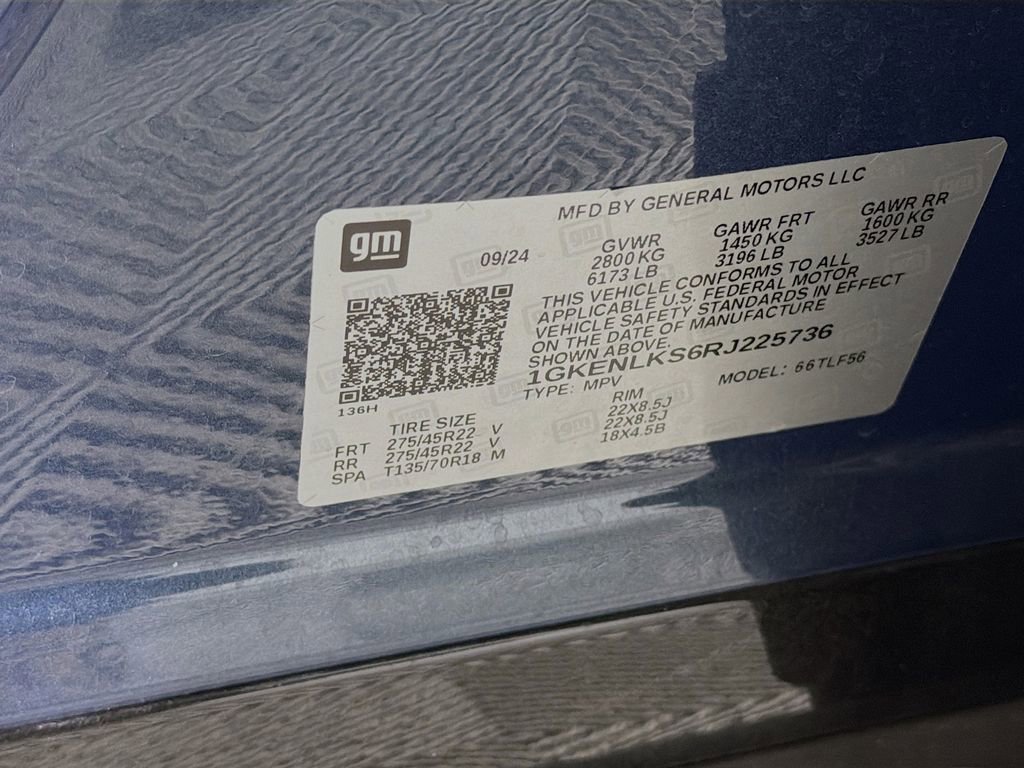 gm
MFD BY GENERAL MOTORS LLC
09/24
GVWR GAWR FRT GAWR RR
2800 KG 1450 KG 1600 KG
6173 LB 3196 LB 3527 LB
THIS VEHICLE CONFORMS TO ALL
APPLICABLE U.S. FEDERAL MOTOR
VEHICLE SAFETY STANDARDS IN EFFECT
ON THE DATE OF MANUFACTURE
SHOWN ABOVE.
1GKENLKS6RJ225736
TYPE: MPV MODEL: 66TLF56
136H
TIRE SIZE RIM
FRT 275/45R22 V 22X8.5J
RR 275/45R22 V 22X8.5J
SPA T135/70R18 M 18X4.5B